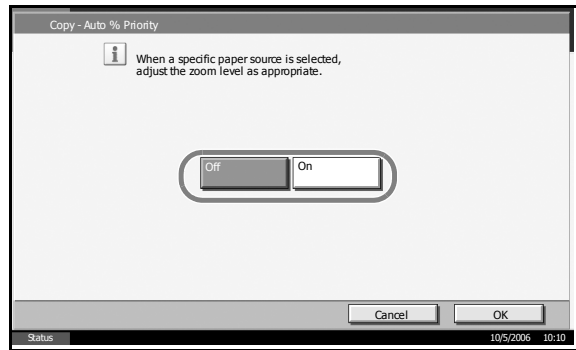 Copy - Auto % Priority
When a specific paper source is selected,
adjust the zoom level as appropriate.
Off
On
Cancel
OK
Status
10/5/2006 10:10